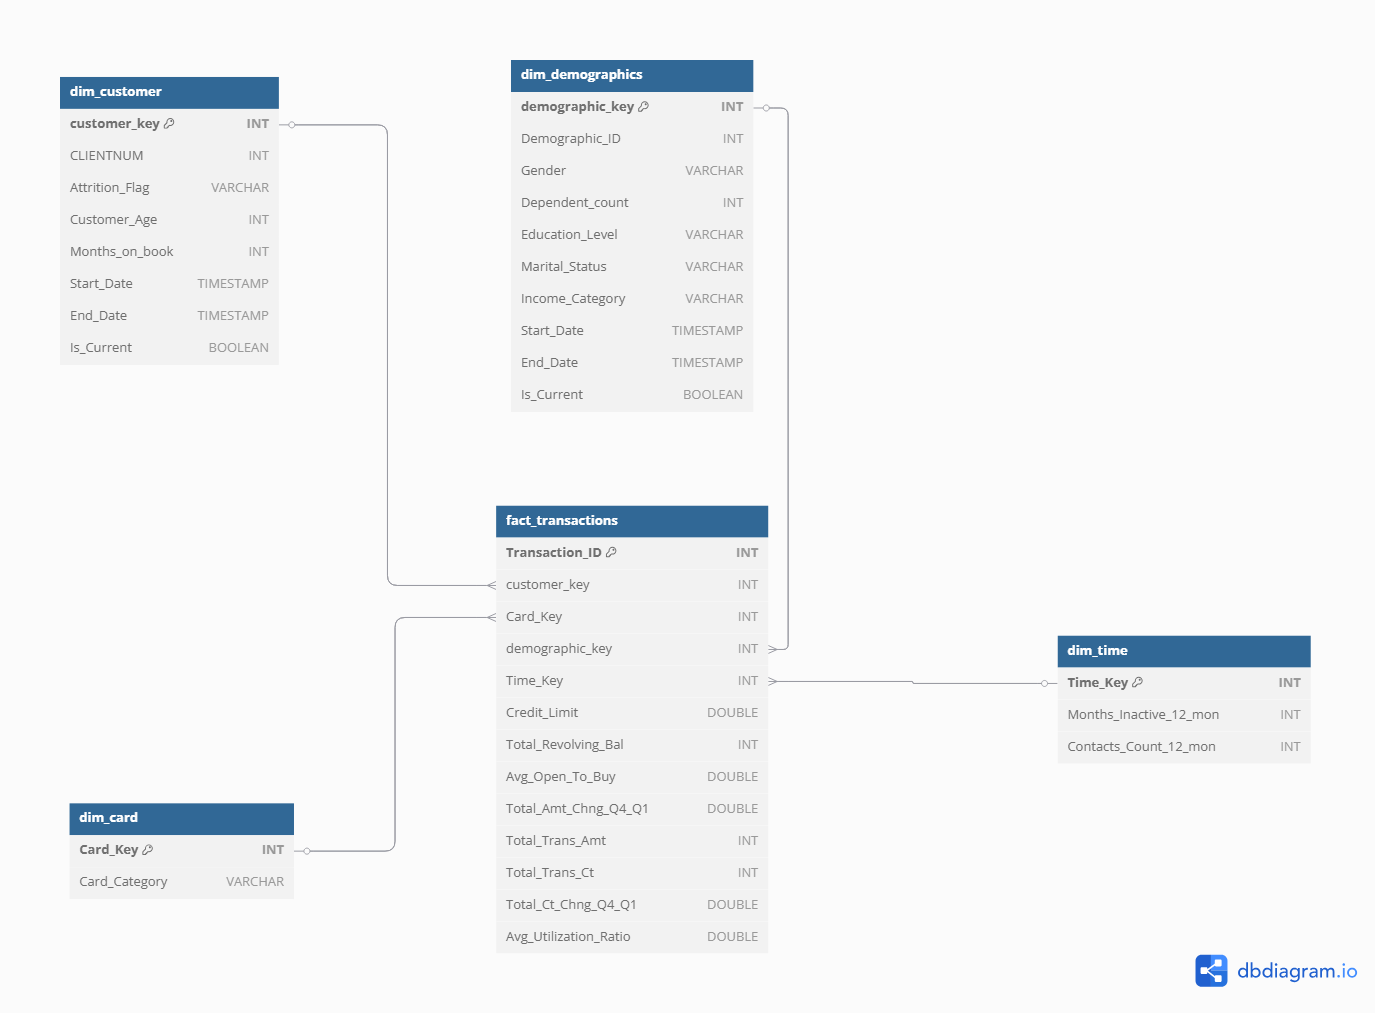 dim_customer
customer_key INT
CLIENTNUM INT
Attrition_Flag VARCHAR
Customer_Age INT
Months_on_book INT
Start_Date TIMESTAMP
End_Date TIMESTAMP
Is_Current BOOLEAN
dim_demographics
demographic_key INT
Demographic_ID INT
Gender VARCHAR
Dependent_count INT
Education_Level VARCHAR
Marital_Status VARCHAR
Income_Category VARCHAR
Start_Date TIMESTAMP
End_Date TIMESTAMP
Is_Current BOOLEAN
fact_transactions
Transaction_ID INT
customer_key INT
Card_Key INT
demographic_key INT
Time_Key INT
Credit_Limit DOUBLE
Total_Revolving_Bal INT
Avg_Open_To_Buy DOUBLE
Total_Amt_Chng_Q4_Q1 DOUBLE
Total_Trans_Amt INT
Total_Trans_Ct INT
Total_Ct_Chng_Q4_Q1 DOUBLE
Avg_Utilization_Ratio DOUBLE
dim_time
Time_Key INT
Months_Inactive_12_mon INT
Contacts_Count_12_mon INT
dim_card
Card_Key INT
Card_Category VARCHAR
dbdiagram.io